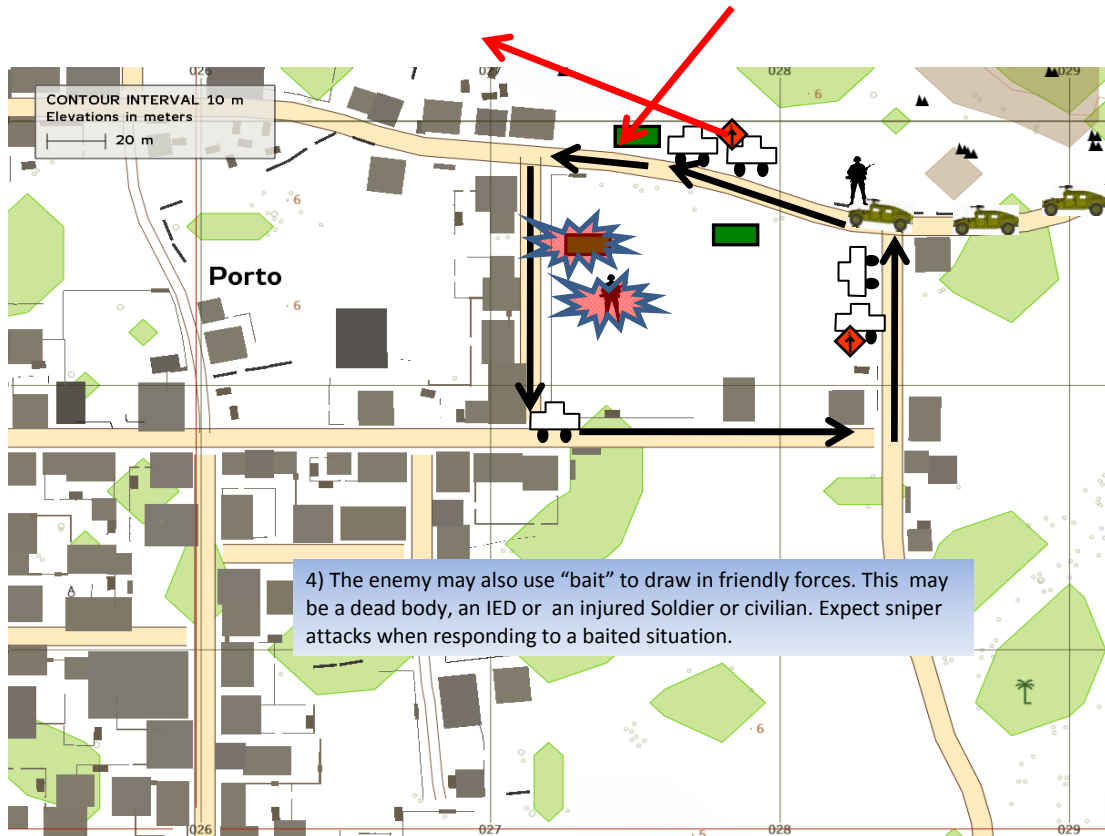 026
027
028
029
CONTOUR INTERVAL 10 m
Elevations in meters
20 m
6
6
Porto
6
4) The enemy may also use “bait” to draw in friendly forces. This  may
be a dead body, an IED or  an injured Soldier or civilian. Expect sniper
attacks when responding to a baited situation.
6
026
027
028
029
5